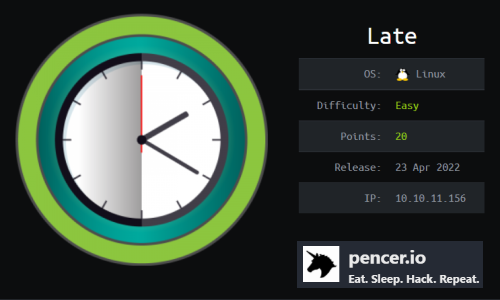 Late
OS: Linux
Difficulty: Easy
Points: 20
Release: 23 Apr 2022
IP: 10.10.11.156
pencer.io
Eat. Sleep. Hack. Repeat.